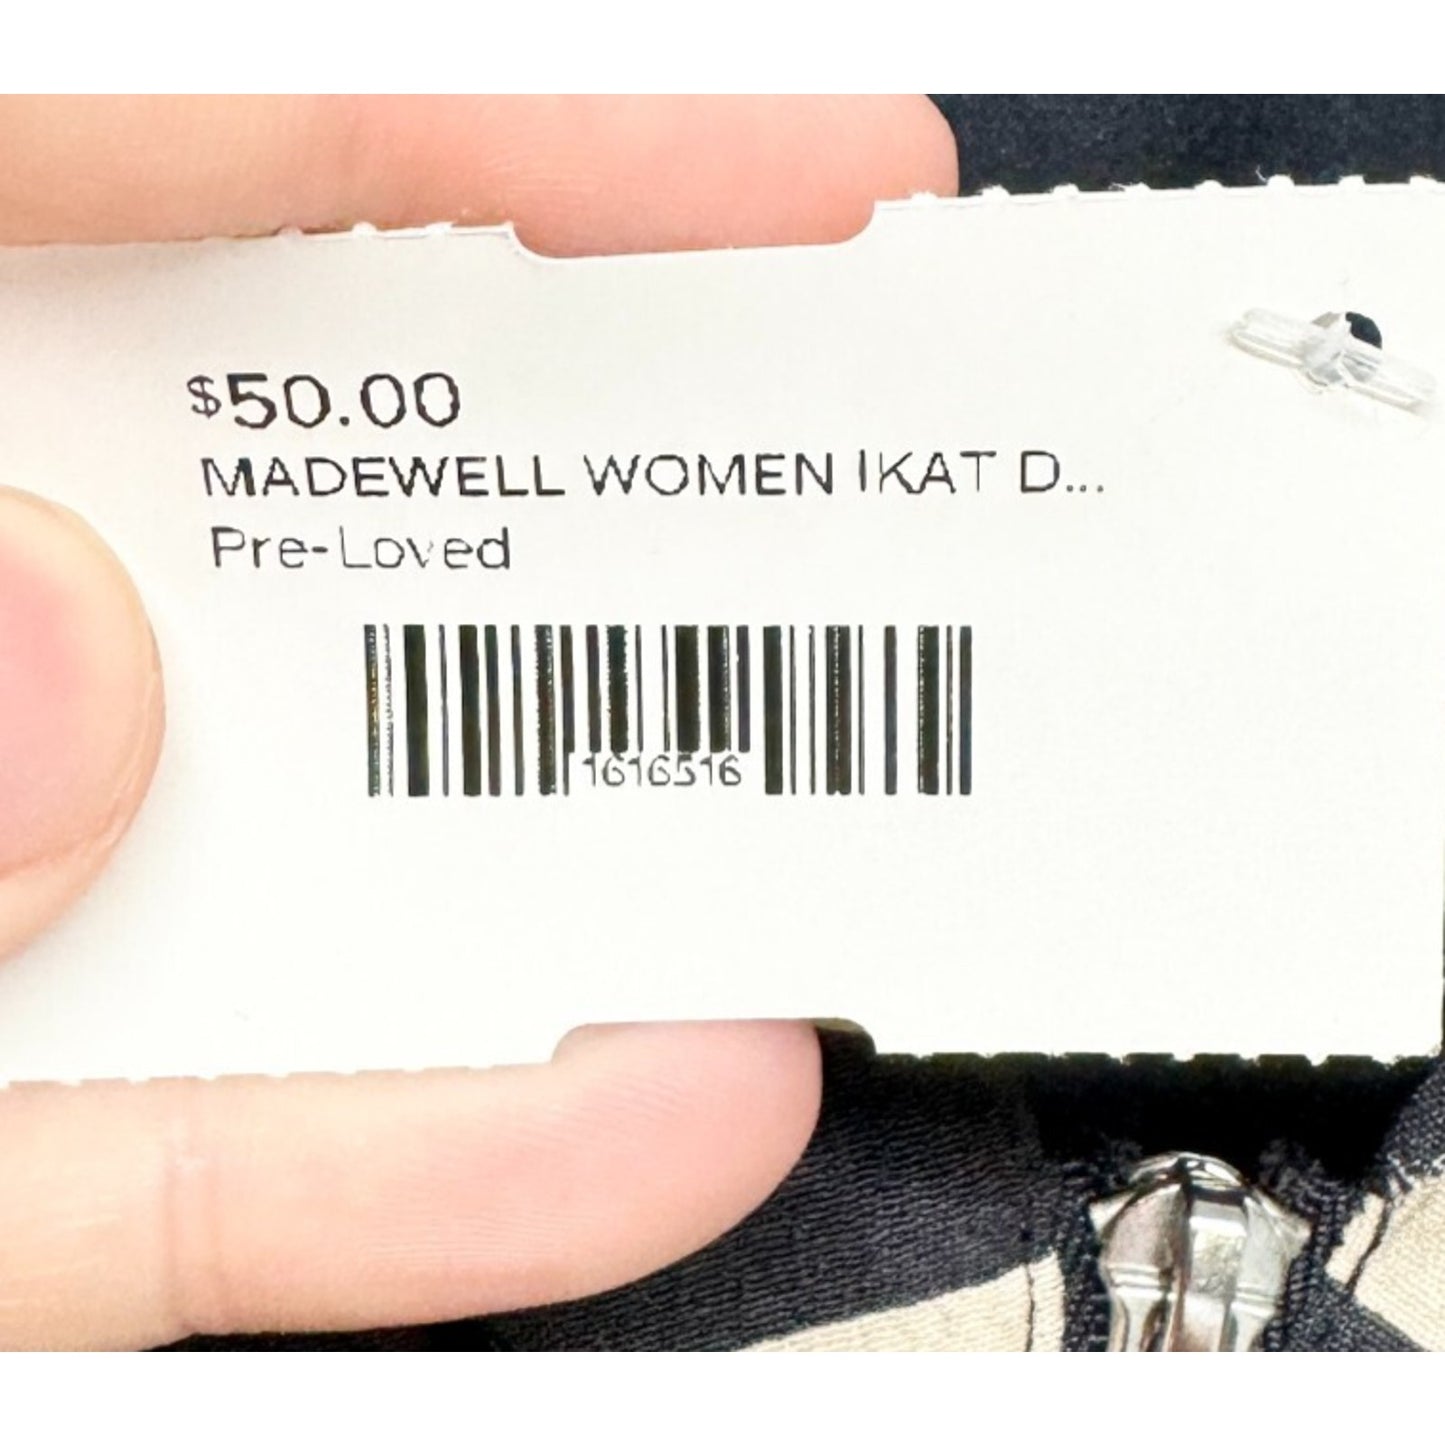 $50.00
MADEWELL WOMEN IKAT D...
Pre-Loved
1616516